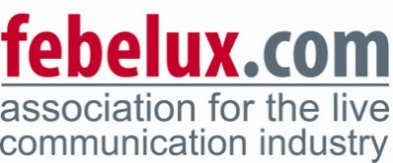 febelux.com
association for the live
communication industry